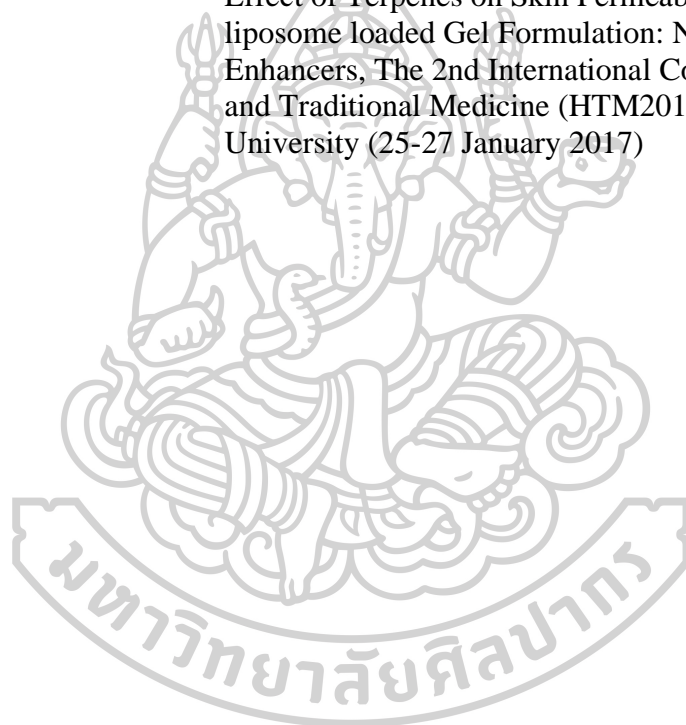 Effect of Terpenes on Skin Permeab
liposome loaded Gel Formulation: N
Enhancers, The 2nd International Co
and Traditional Medicine (HTM201
University (25-27 January 2017)
มหาวิทยาลัยศิลปากร